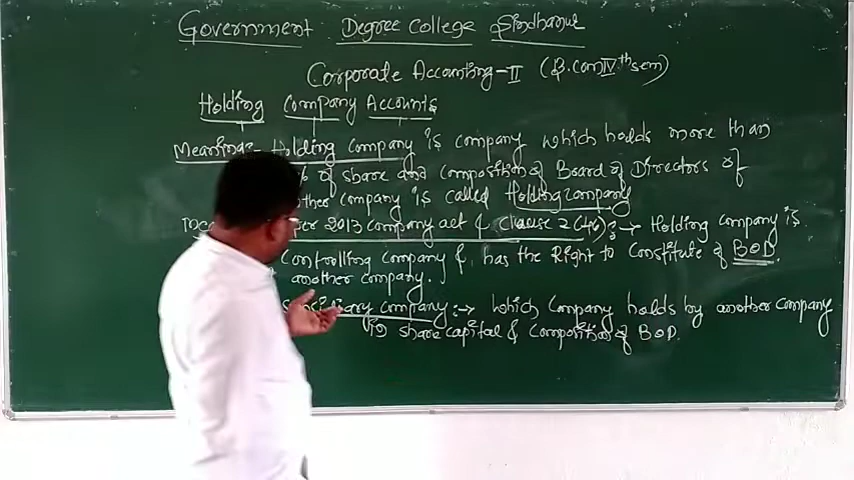 Government Degree College Sindhanur
Corporate Accounting-II (B.com IVth sem)
Holding Company Accounts
Meaning:- Holding company is company which holds more than
% of share and composition of Board of Directors of
other company is called Holding company
per 2013 company act & clause 2(46):→ Holding company is
Controlling company & has the Right to Constitute of BOD.
another company.
company:→ which company holds by another company
in share capital & composition of BOD.